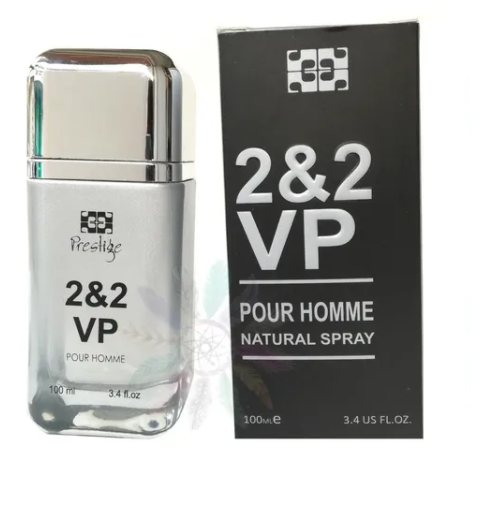 Prestige
2&2
VP
POUR HOMME
100 ml 3.4 fl.oz
2&2
VP
POUR HOMME
NATURAL SPRAY
100MLe 3.4 US FL.OZ.